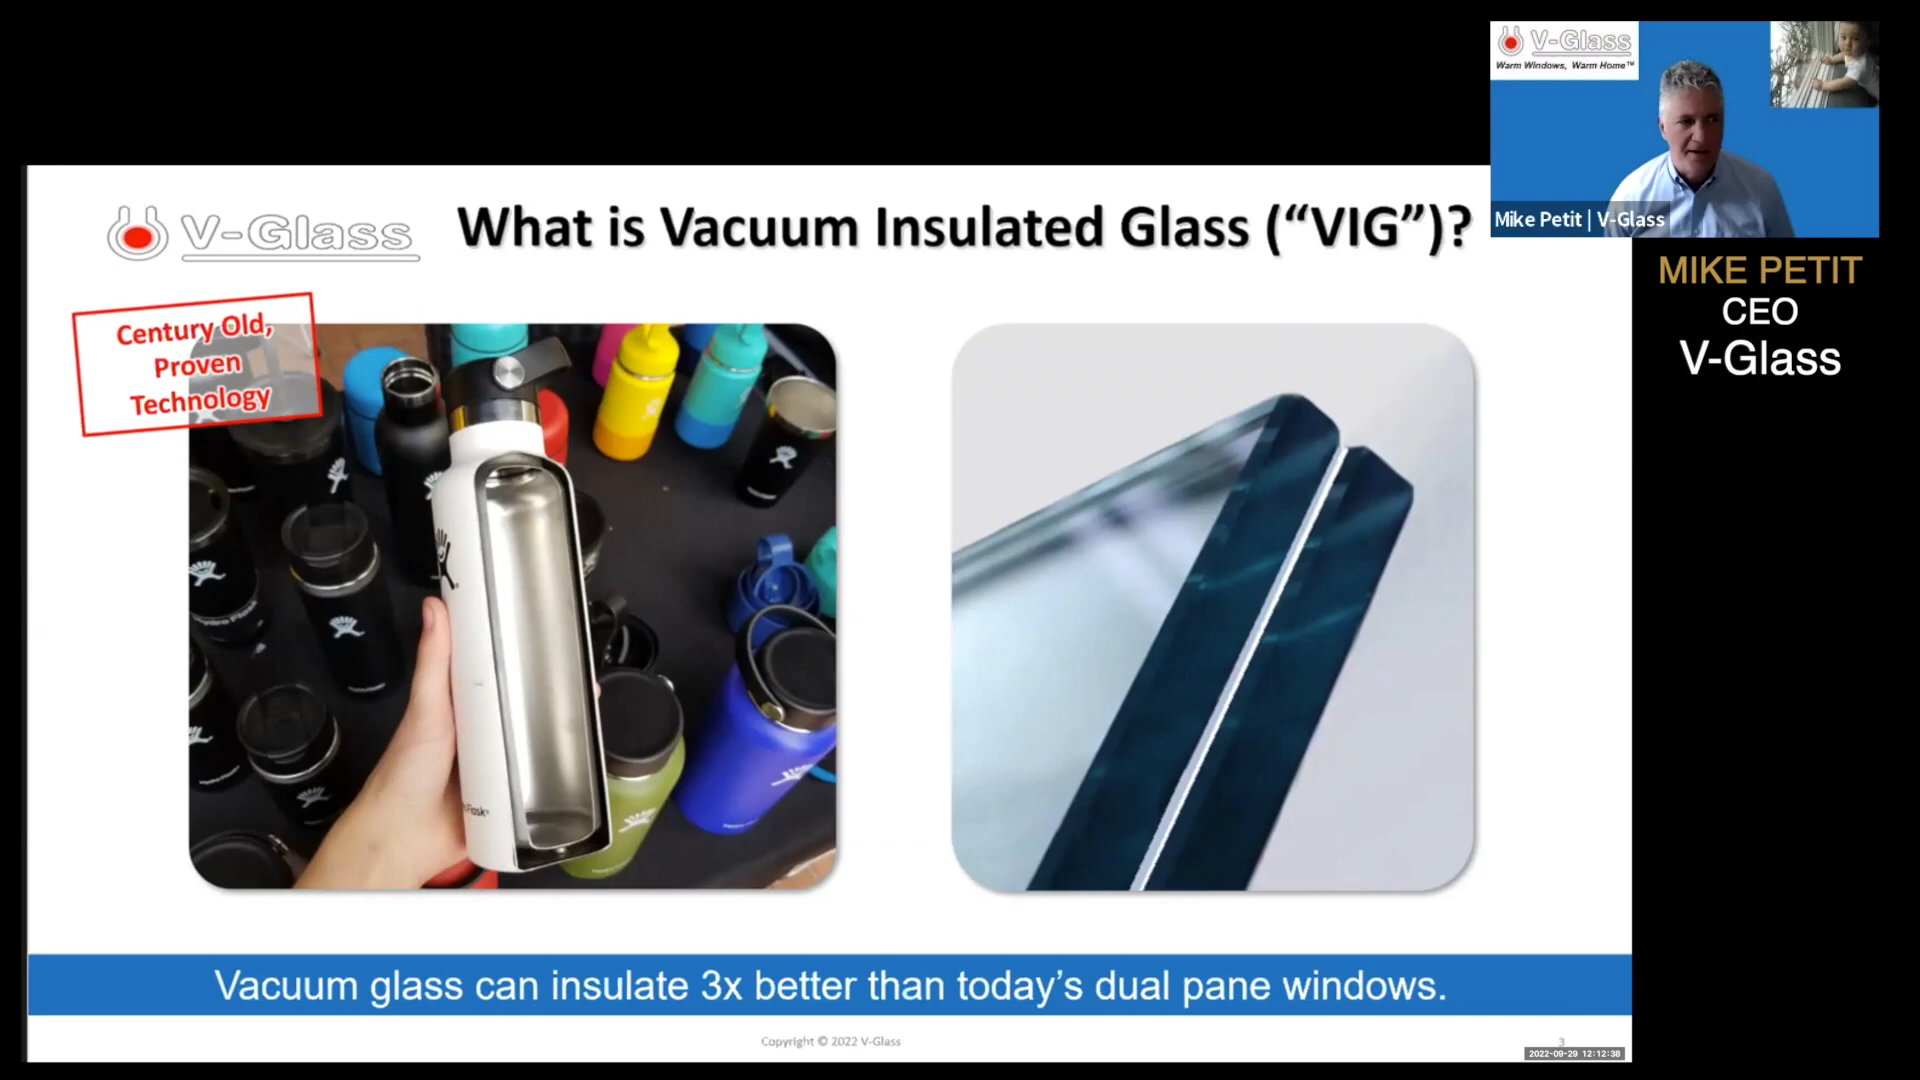 V-Glass
Warm Windows, Warm Home™
Mike Petit | V-Glass
MIKE PETIT
CEO
V-Glass
V-Glass
What is Vacuum Insulated Glass (“VIG”)?
Century Old,
Proven
Technology
Vacuum glass can insulate 3x better than today’s dual pane windows.
Copyright © 2022 V-Glass
3
2022-09-29 12:12:38